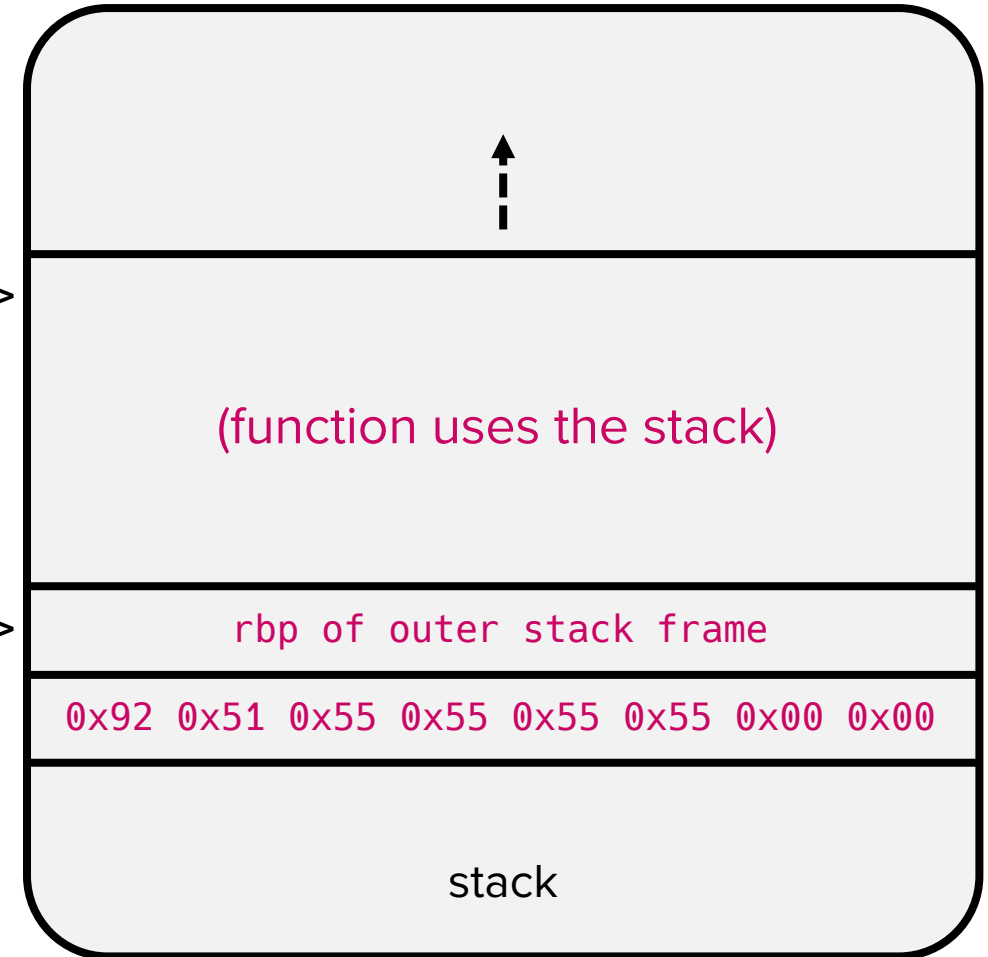 >
(function uses the stack)
> rbp of outer stack frame
0x92 0x51 0x55 0x55 0x55 0x55 0x00 0x00
stack